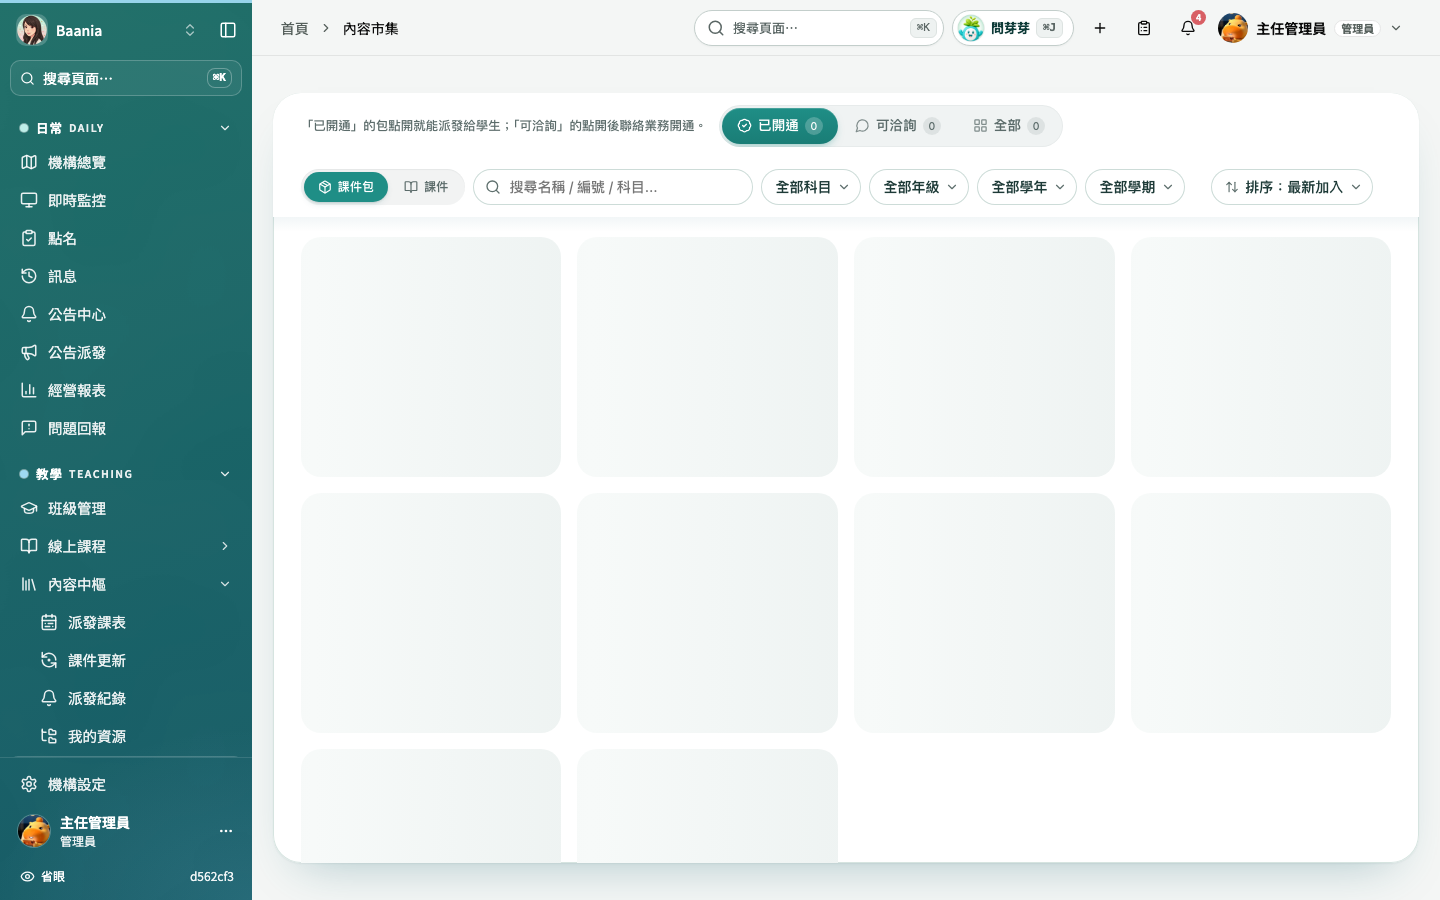 Baania
搜尋頁面… ⌘K
日常 DAILY
機構總覽
即時監控
點名
訊息
公告中心
公告派發
經營報表
問題回報
教學 TEACHING
班級管理
線上課程
內容中樞
派發課表
課件更新
派發紀錄
我的資源
機構設定
主任管理員
管理員
省眼 d562cf3
首頁 > 內容市集
搜尋頁面… ⌘K
問芽芽 ⌘J
4
主任管理員 管理員
「已開通」的包點開就能派發給學生；「可洽詢」的點開後聯絡業務開通。
已開通 0
可洽詢 0
全部 0
課件包
課件
搜尋名稱 / 編號 / 科目...
全部科目
全部年級
全部學年
全部學期
排序：最新加入